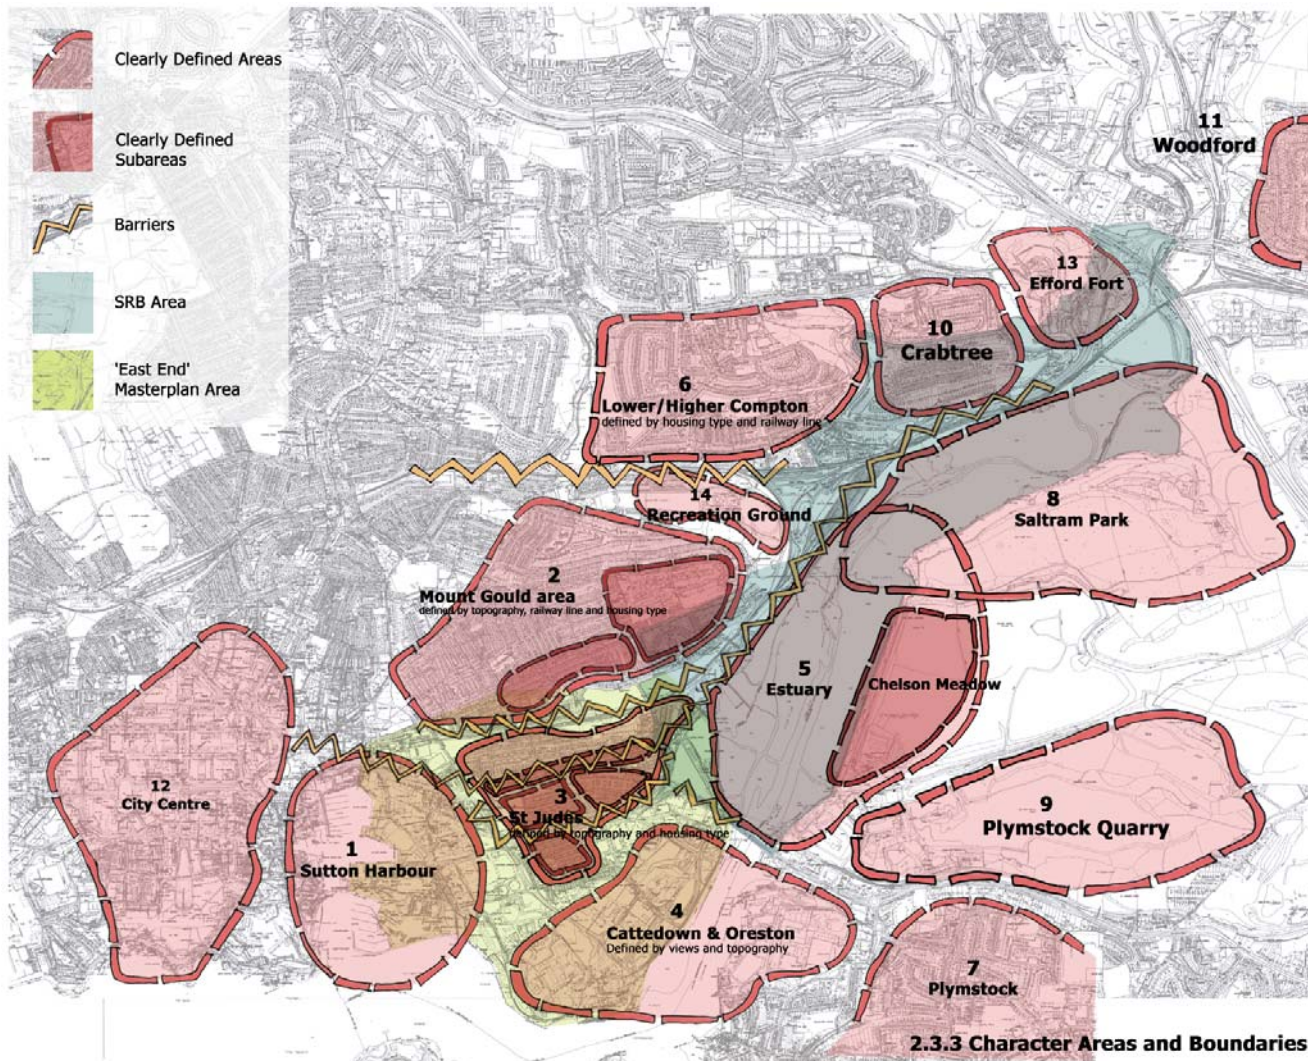 Clearly Defined Areas
Clearly Defined
Subareas
Barriers
SRB Area
'East End'
Masterplan Area
11
Woodford
13
Efford Fort
10
Crabtree
6
Lower/Higher Compton
defined by housing type and railway line
14
Recreation Ground
8
Saltram Park
2
Mount Gould area
defined by topography, railway line and housing type
5
Estuary
Chelson Meadow
12
City Centre
3
St Judes
defined by topography and housing type
9
Plymstock Quarry
1
Sutton Harbour
4
Cattedown & Oreston
Defined by views and topography
7
Plymstock
2.3.3 Character Areas and Boundaries